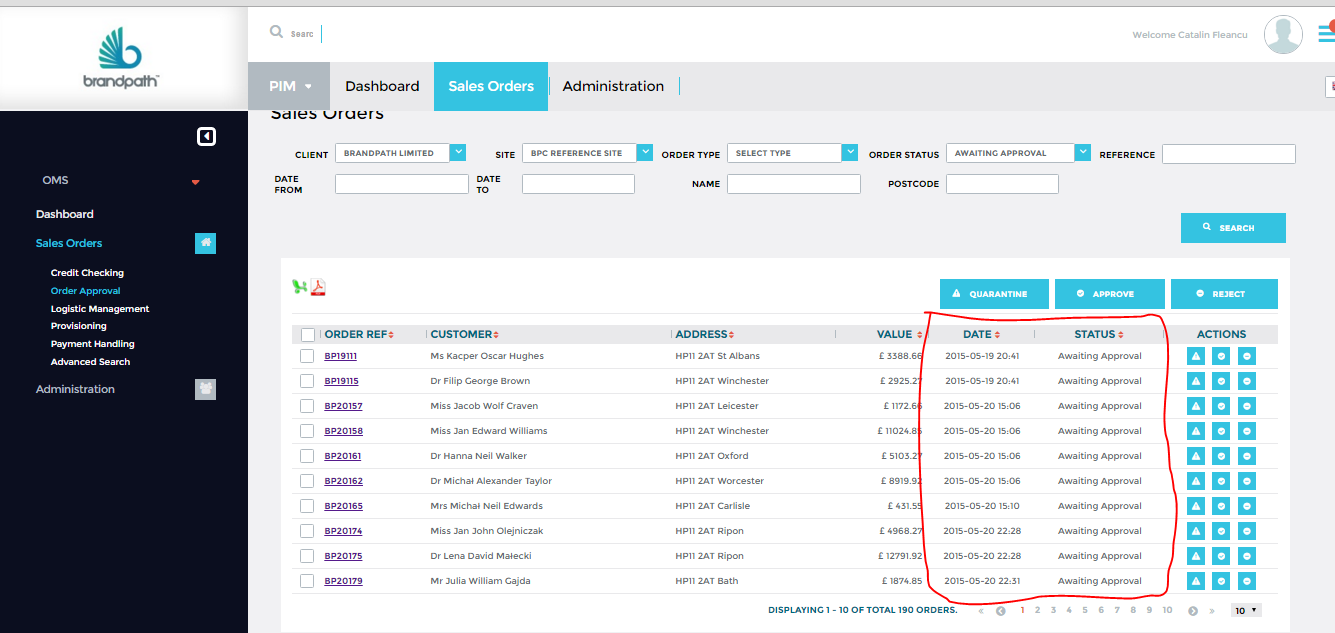 Searc
Welcome Catalin Fleancu
brandpath™
PIM Dashboard Sales Orders Administration
Sales Orders
CLIENT BRANDPATH LIMITED SITE BPC REFERENCE SITE ORDER TYPE SELECT TYPE ORDER STATUS AWAITING APPROVAL REFERENCE
DATE FROM DATE TO NAME POSTCODE
SEARCH
OMS
Dashboard
Sales Orders
Credit Checking
Order Approval
Logistic Management
Provisioning
Payment Handling
Advanced Search
Administration
QUARANTINE APPROVE REJECT
ORDER REF CUSTOMER ADDRESS VALUE DATE STATUS ACTIONS
BP19111 Ms Kacper Oscar Hughes HP11 2AT St Albans £ 3388.66 2015-05-19 20:41 Awaiting Approval
BP19115 Dr Filip George Brown HP11 2AT Winchester £ 2925.27 2015-05-19 20:41 Awaiting Approval
BP20157 Miss Jacob Wolf Craven HP11 2AT Leicester £ 1172.66 2015-05-20 15:06 Awaiting Approval
BP20158 Miss Jan Edward Williams HP11 2AT Winchester £ 11024.85 2015-05-20 15:06 Awaiting Approval
BP20161 Dr Hanna Neil Walker HP11 2AT Oxford £ 5103.27 2015-05-20 15:06 Awaiting Approval
BP20162 Dr Michał Alexander Taylor HP11 2AT Worcester £ 8919.92 2015-05-20 15:06 Awaiting Approval
BP20165 Mrs Michał Neil Edwards HP11 2AT Carlisle £ 431.55 2015-05-20 15:10 Awaiting Approval
BP20174 Miss Jan John Olejniczak HP11 2AT Ripon £ 4968.27 2015-05-20 22:28 Awaiting Approval
BP20175 Dr Lena David Małecki HP11 2AT Ripon £ 12791.92 2015-05-20 22:28 Awaiting Approval
BP20179 Mr Julia William Gajda HP11 2AT Bath £ 1874.85 2015-05-20 22:31 Awaiting Approval
DISPLAYING 1 - 10 OF TOTAL 190 ORDERS. « 1 2 3 4 5 6 7 8 9 10 » 10